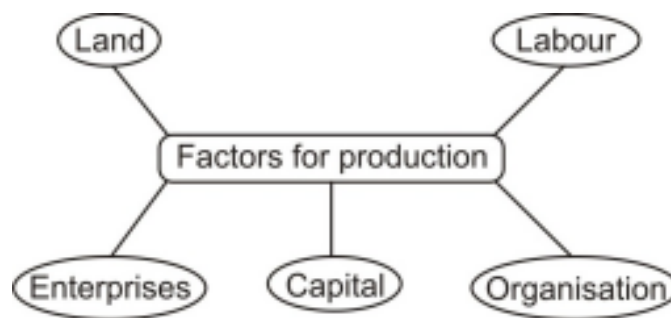 Land
Labour
Factors for production
Enterprises
Capital
Organisation